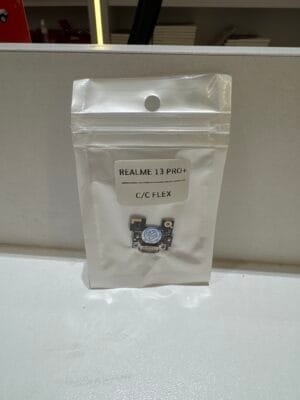 REALME 13 PRO+
C/C FLEX